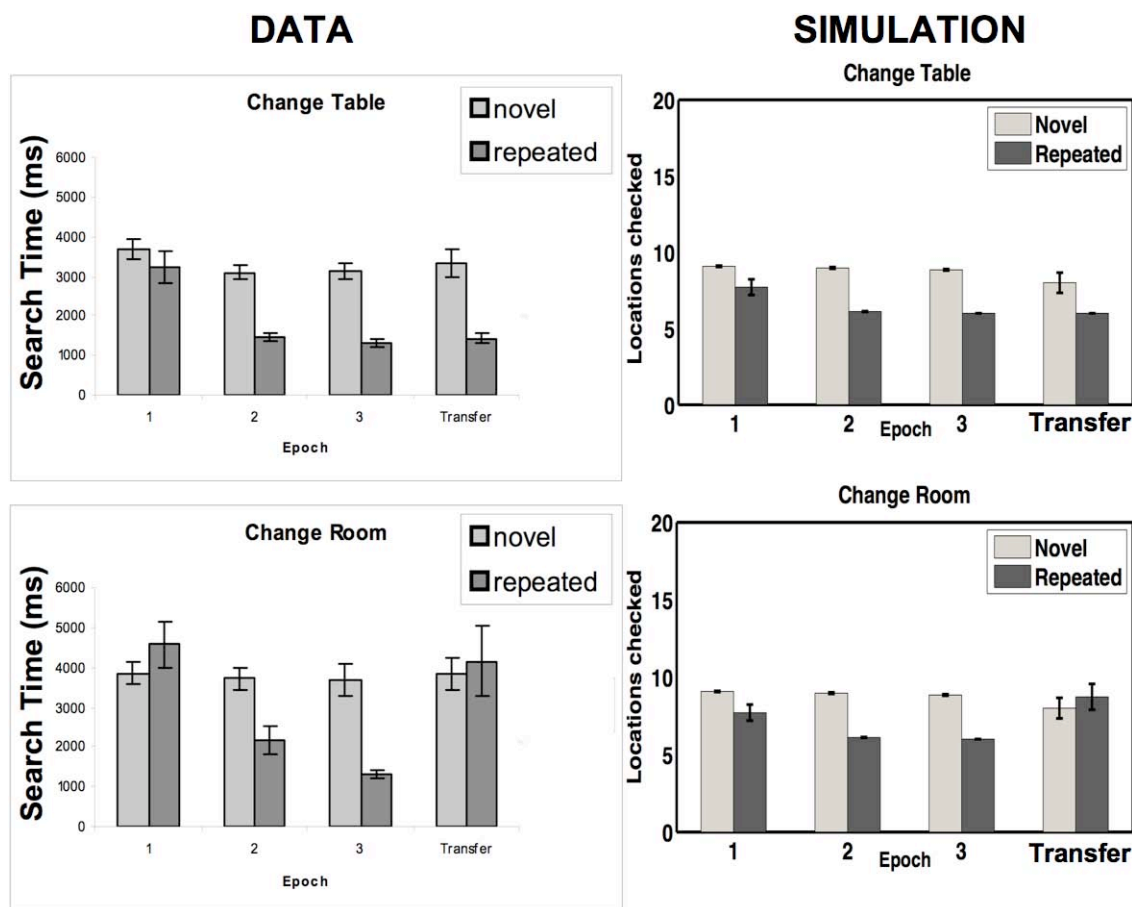 DATA
SIMULATION
Change Table
novel
repeated
Search Time (ms)
6000
5000
4000
3000
2000
1000
0
1 2 3 Transfer
Epoch
Change Table
Novel
Repeated
Locations checked
20
15
10
5
0
1 2 3 Transfer
Epoch
Change Room
novel
repeated
Search Time (ms)
6000
5000
4000
3000
2000
1000
0
1 2 3 Transfer
Epoch
Change Room
Novel
Repeated
Locations checked
20
15
10
5
0
1 2 3 Transfer
Epoch